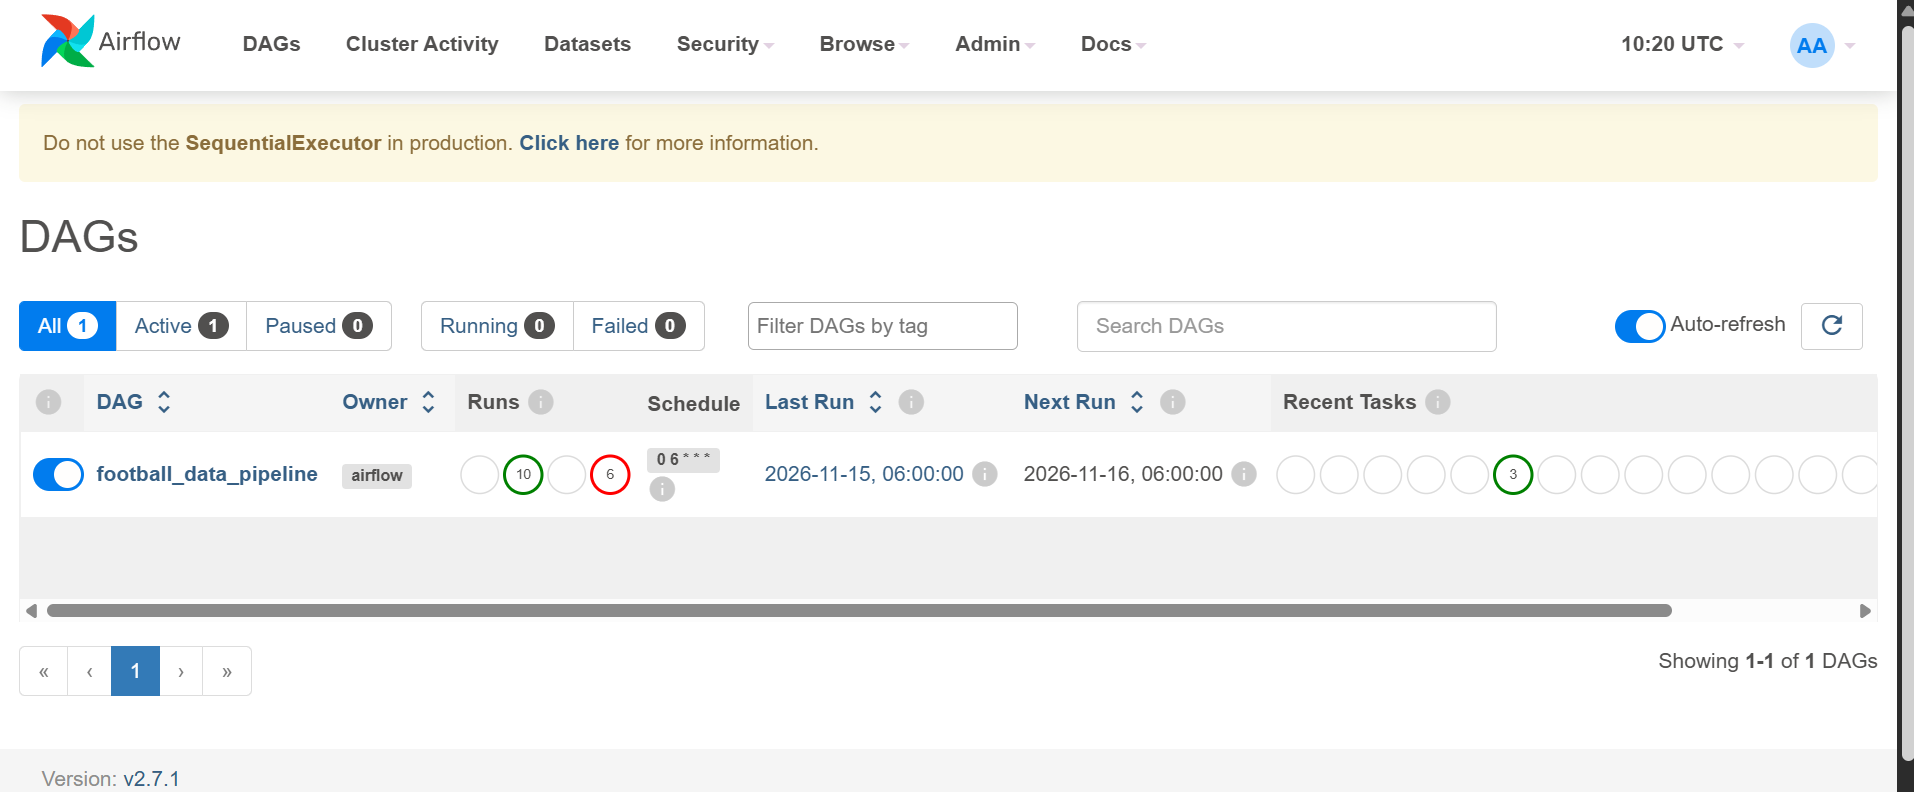 Airflow DAGs Cluster Activity Datasets Security Browse Admin Docs 10:20 UTC AA
Do not use the SequentialExecutor in production. Click here for more information.
DAGs
All 1 Active 1 Paused 0 Running 0 Failed 0 Filter DAGs by tag Search DAGs Auto-refresh
i DAG Owner Runs i Schedule Last Run i Next Run i Recent Tasks i
football_data_pipeline airflow 10 6 0 6 * * * i 2026-11-15, 06:00:00 i 2026-11-16, 06:00:00 i 3
« ‹ 1 › »
Showing 1-1 of 1 DAGs
Version: v2.7.1